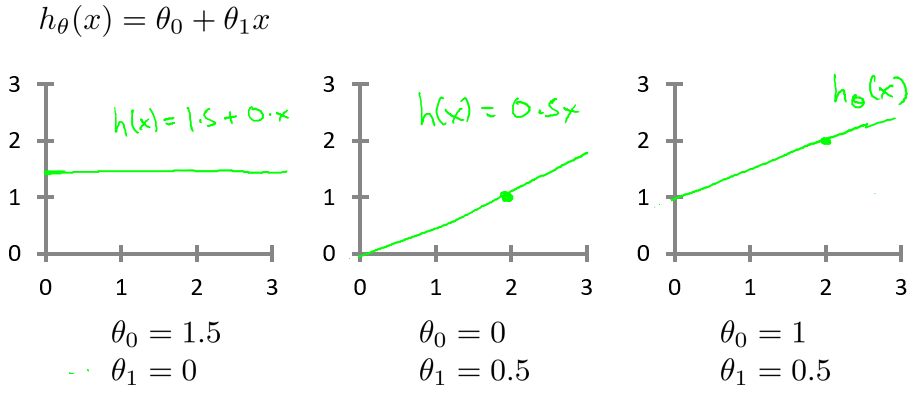 hθ(x) = θ0 + θ1x
3
2
1
0
0 1 2 3
h(x) = 1.5 + 0·x
θ0 = 1.5
θ1 = 0
3
2
1
0
0 1 2 3
h(x) = 0.5x
θ0 = 0
θ1 = 0.5
3
2
1
0
0 1 2 3
hθ(x)
θ0 = 1
θ1 = 0.5